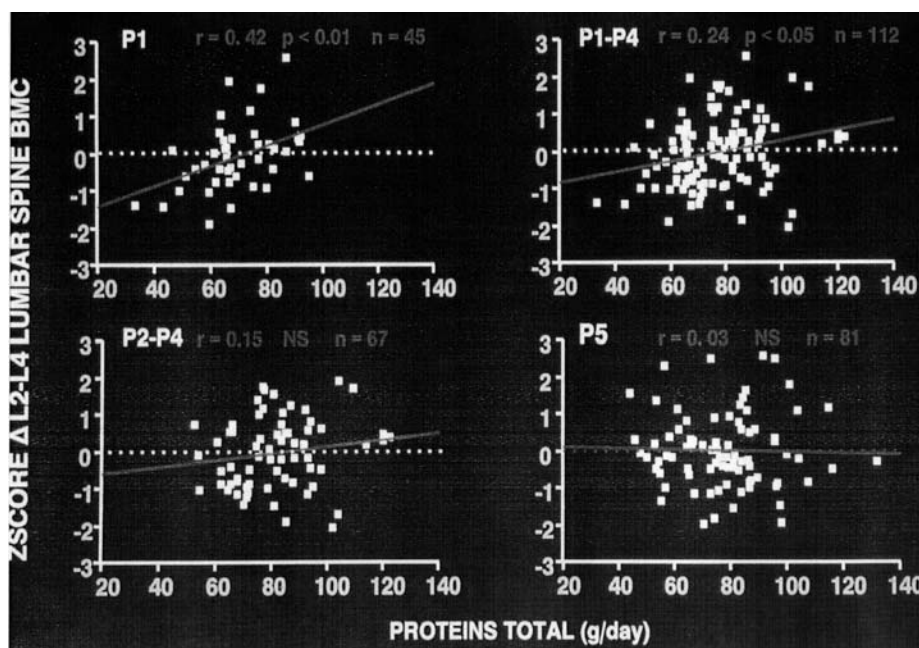 ZSCORE Δ L2-L4 LUMBAR SPINE BMC
P1 r = 0. 42 p < 0.01 n = 45
3
2
1
0
-1
-2
-3
20 40 60 80 100 120 140
P1-P4 r = 0. 24 p < 0.05 n = 112
3
2
1
0
-1
-2
-3
20 40 60 80 100 120 140
P2-P4 r = 0.15 NS n = 67
3
2
1
0
-1
-2
-3
20 40 60 80 100 120 140
P5 r = 0. 03 NS n = 81
3
2
1
0
-1
-2
-3
20 40 60 80 100 120 140
PROTEINS TOTAL (g/day)